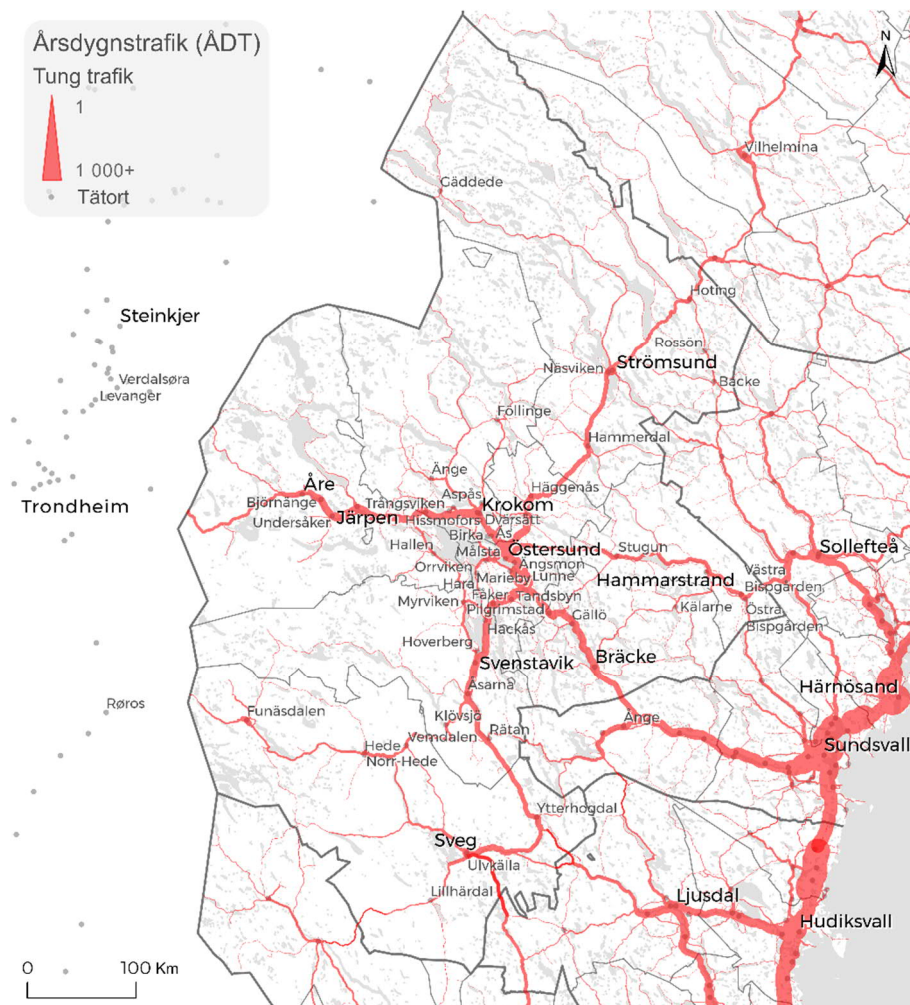 Årsdygnstrafik (ÅDT)
Tung trafik
1
1 000+
Tätort
N
Vilhelmina
Gäddede
Hoting
Steinkjer
Rossön
Strömsund
Näsviken
Backe
Verdalsøra
Levanger
Föllinge
Hammerdal
Änge
Åre
Häggenås
Björnänge
Trångsviken
Aspås
Krokom
Trondheim
Undersåker
Järpen
Hissmofors
Dvärsätt
Birka
Ås
Hallen
Målsta
Östersund
Stugun
Sollefteå
Orrviken
Ängsmon
Marieby
Lunne
Hammarstrand
Västra
Bispgården
Hara
Fåker
Tandsbyn
Myrviken
Pilgrimstad
Gällö
Kälarne
Östra
Bispgården
Hackås
Hoverberg
Svenstavik
Bräcke
Åsarna
Härnösand
Røros
Funäsdalen
Klövsjö
Rätan
Ånge
Hede
Vemdalen
Sundsvall
Norr-Hede
Ytterhogdal
Sveg
Ulvkälla
Lillhärdal
Ljusdal
Hudiksvall
0
100 Km